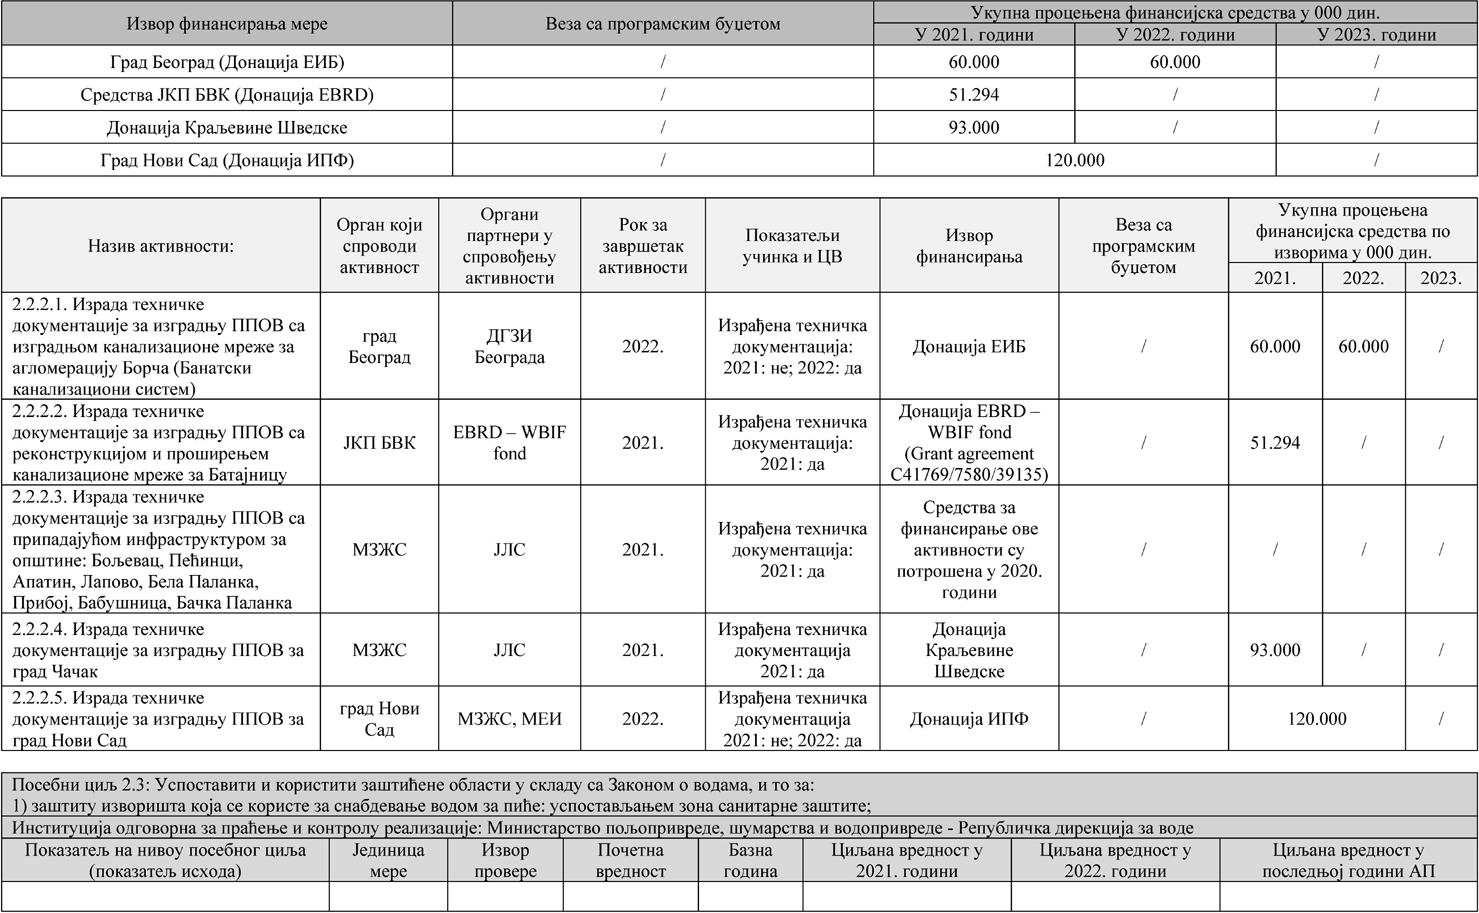 Извор финансирања мере
Веза са програмским буџетом
Укупна процењена финансијска средства у 000 дин.
У 2021. години
У 2022. години
У 2023. години
Град Београд (Донација ЕИБ)
/
60.000
60.000
/
Средства ЈКП БВК (Донација EBRD)
/
51.294
/
/
Донација Краљевине Шведске
/
93.000
/
/
Град Нови Сад (Донација ИПФ)
/
120.000
/
Назив активности:
Орган који
спроводи
активност
Органи
партнери у
спровођењу
активности
Рок за
завршетак
активности
Показатељи
учинка и ЦВ
Извор
финансирања
Веза са
програмским
буџетом
Укупна процењена
финансијска средства по
изворима у 000 дин.
2021.
2022.
2023.
2.2.2.1. Израда техничке
документације за изградњу ППОВ са
изградњом канализационе мреже за
агломерацију Борча (Банатски
канализациони систем)
град
Београд
ДГЗИ
Београда
2022.
Израђена техничка
документација:
2021: не; 2022: да
Донација ЕИБ
/
60.000
60.000
/
2.2.2.2. Израда техничке
документације за изградњу ППОВ са
реконструкцијом и проширењем
канализационе мреже за Батајницу
ЈКП БВК
EBRD – WBIF
fond
2021.
Израђена техничка
документација:
2021: да
Донација EBRD –
WBIF fond
(Grant agreement
C41769/7580/39135)
/
51.294
/
/
2.2.2.3. Израда техничке
документације за изградњу ППОВ са
припадајућом инфраструктуром за
општине: Бољевац, Пећинци,
Апатин, Лапово, Бела Паланка,
Прибој, Бабушница, Бачка Паланка
МЗЖС
ЈЛС
2021.
Израђена техничка
документација:
2021: да
Средства за
финансирање ове
активности су
потрошена у 2020.
години
/
/
/
/
2.2.2.4. Израда техничке
документације за изградњу ППОВ за
град Чачак
МЗЖС
ЈЛС
2021.
Израђена техничка
документација
2021: да
Донација
Краљевине
Шведске
/
93.000
/
/
2.2.2.5. Израда техничке
документације за изградњу ППОВ за
град Нови Сад
град Нови
Сад
МЗЖС, МЕИ
2022.
Израђена техничка
документација
2021: не; 2022: да
Донација ИПФ
/
120.000
/
Посебни циљ 2.3: Успоставити и користити заштићене области у складу са Законом о водама, и то за:
1) заштиту изворишта која се користе за снабдевање водом за пиће: успостављањем зона санитарне заштите;
Институција одговорна за праћење и контролу реализације: Министарство пољопривреде, шумарства и водопривреде - Републичка дирекција за воде
Показатељ на нивоу посебног циља
(показатељ исхода)
Јединица
мере
Извор
провере
Почетна
вредност
Базна
година
Циљана вредност у
2021. години
Циљана вредност у
2022. години
Циљана вредност у
последњој години АП